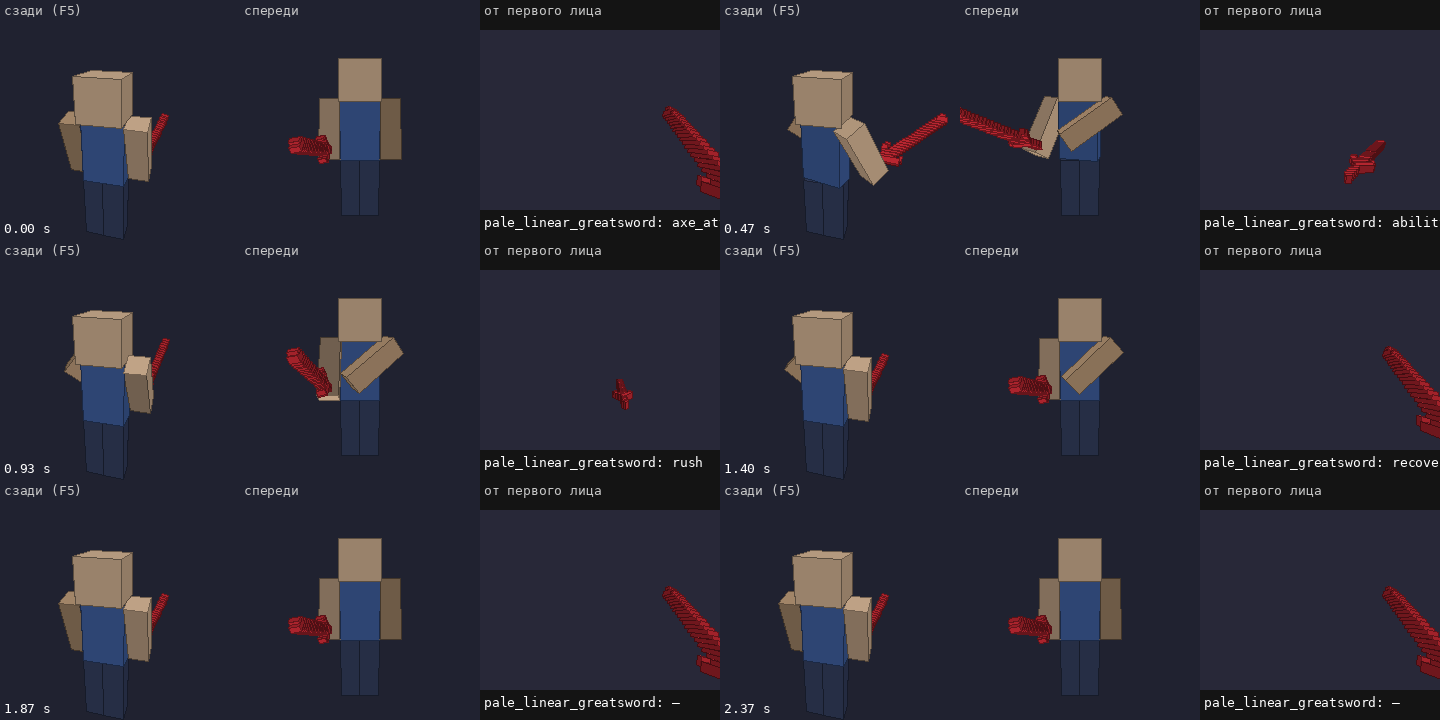 сзади (F5) спереди от первого лица сзади (F5) спереди от первого лица
0.00 s pale_linear_greatsword: axe_at 0.47 s pale_linear_greatsword: abilit
сзади (F5) спереди от первого лица сзади (F5) спереди от первого лица
0.93 s pale_linear_greatsword: rush 1.40 s pale_linear_greatsword: recove
сзади (F5) спереди от первого лица сзади (F5) спереди от первого лица
1.87 s pale_linear_greatsword: — 2.37 s pale_linear_greatsword: —